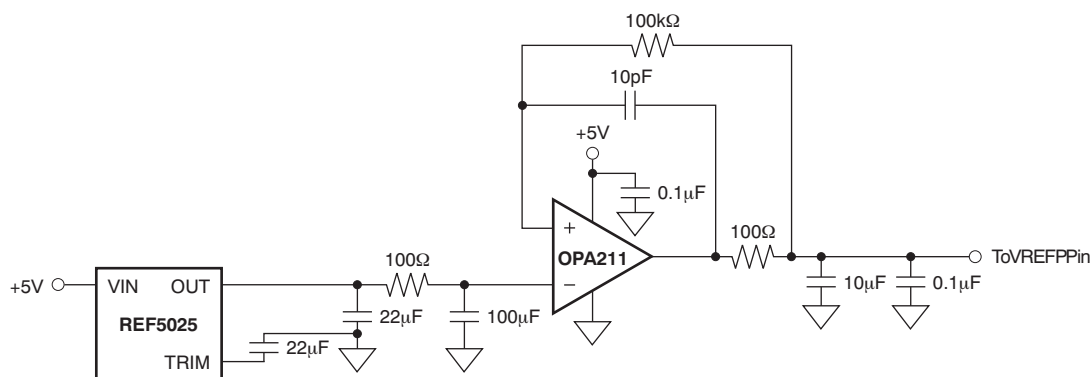 100kΩ
10pF
+5V
0.1μF
+
OPA211
−
100Ω
ToVREFPPin
10μF
0.1μF
+5V
VIN
OUT
REF5025
TRIM
100Ω
22μF
100μF
22μF